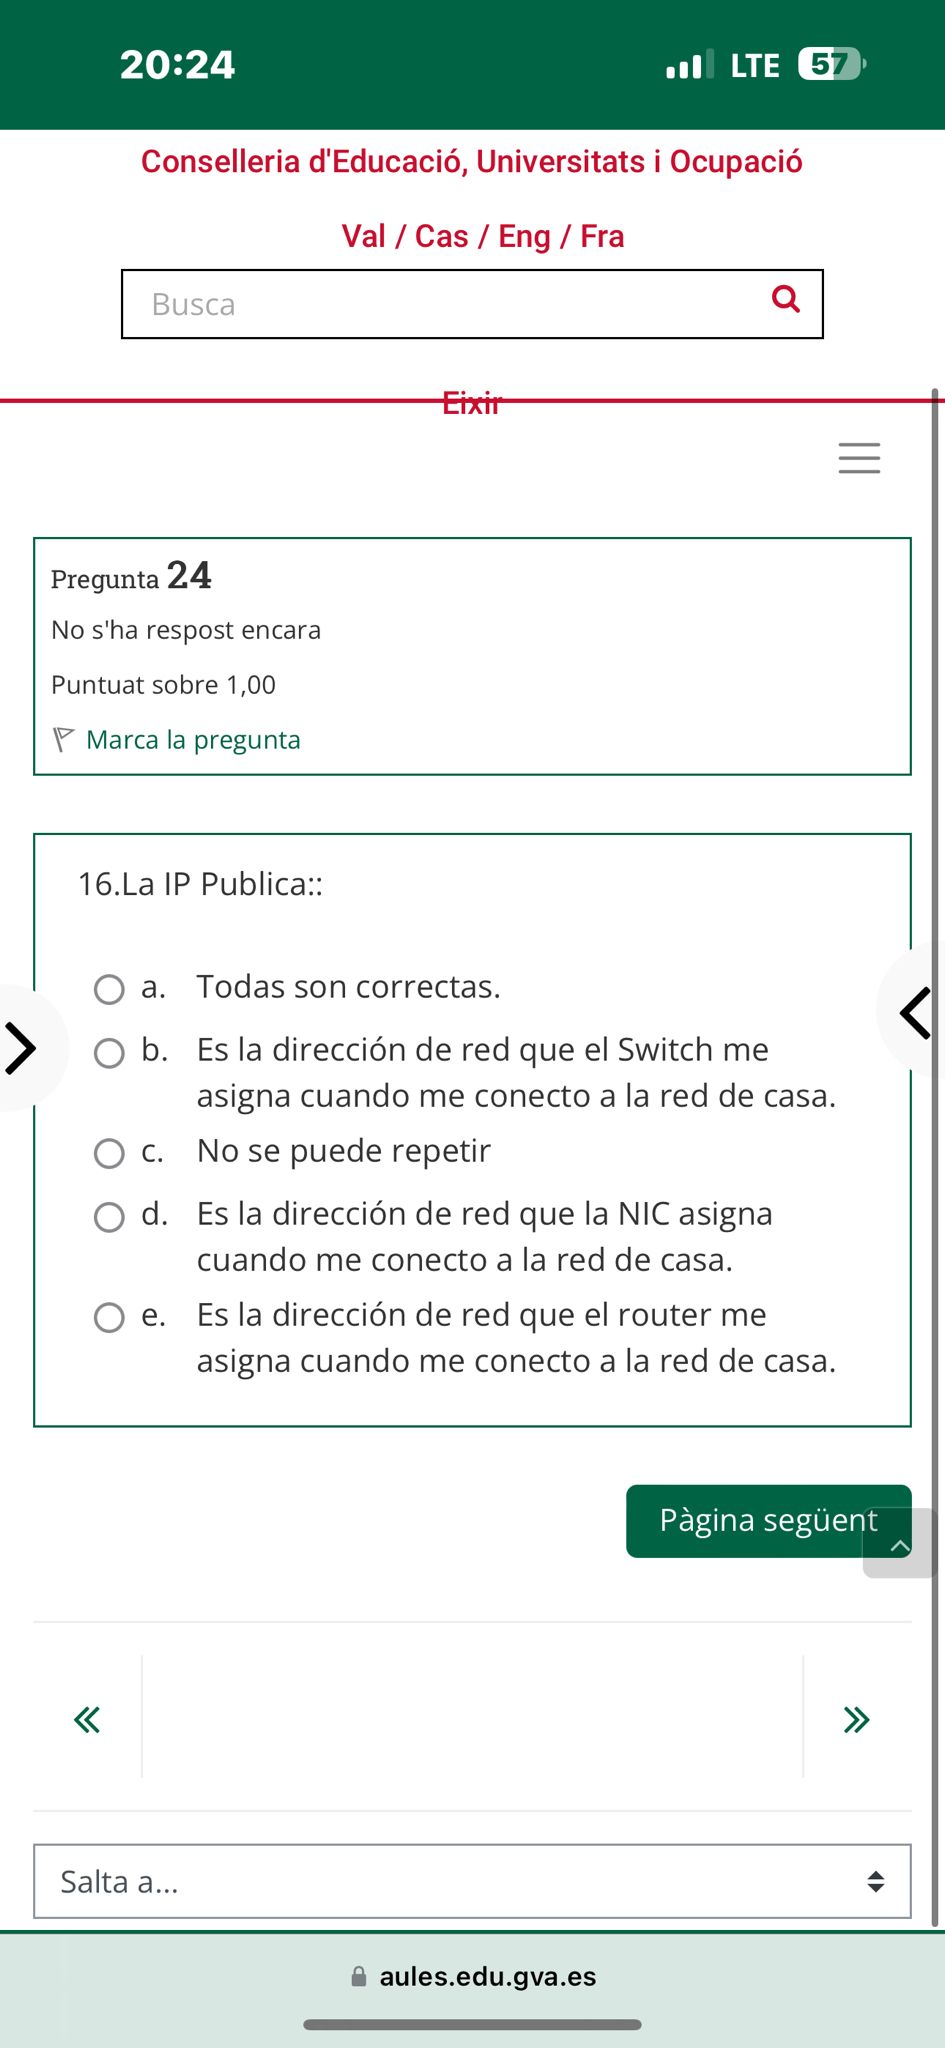 20:24
LTE
57
Conselleria d'Educació, Universitats i Ocupació
Val / Cas / Eng / Fra
Busca
Eixir
Pregunta 24
No s'ha respost encara
Puntuat sobre 1,00
Marca la pregunta
16.La IP Publica::
a. Todas son correctas.
b. Es la dirección de red que el Switch me
asigna cuando me conecto a la red de casa.
c. No se puede repetir
d. Es la dirección de red que la NIC asigna
cuando me conecto a la red de casa.
e. Es la dirección de red que el router me
asigna cuando me conecto a la red de casa.
Pàgina següent
Salta a...
aules.edu.gva.es